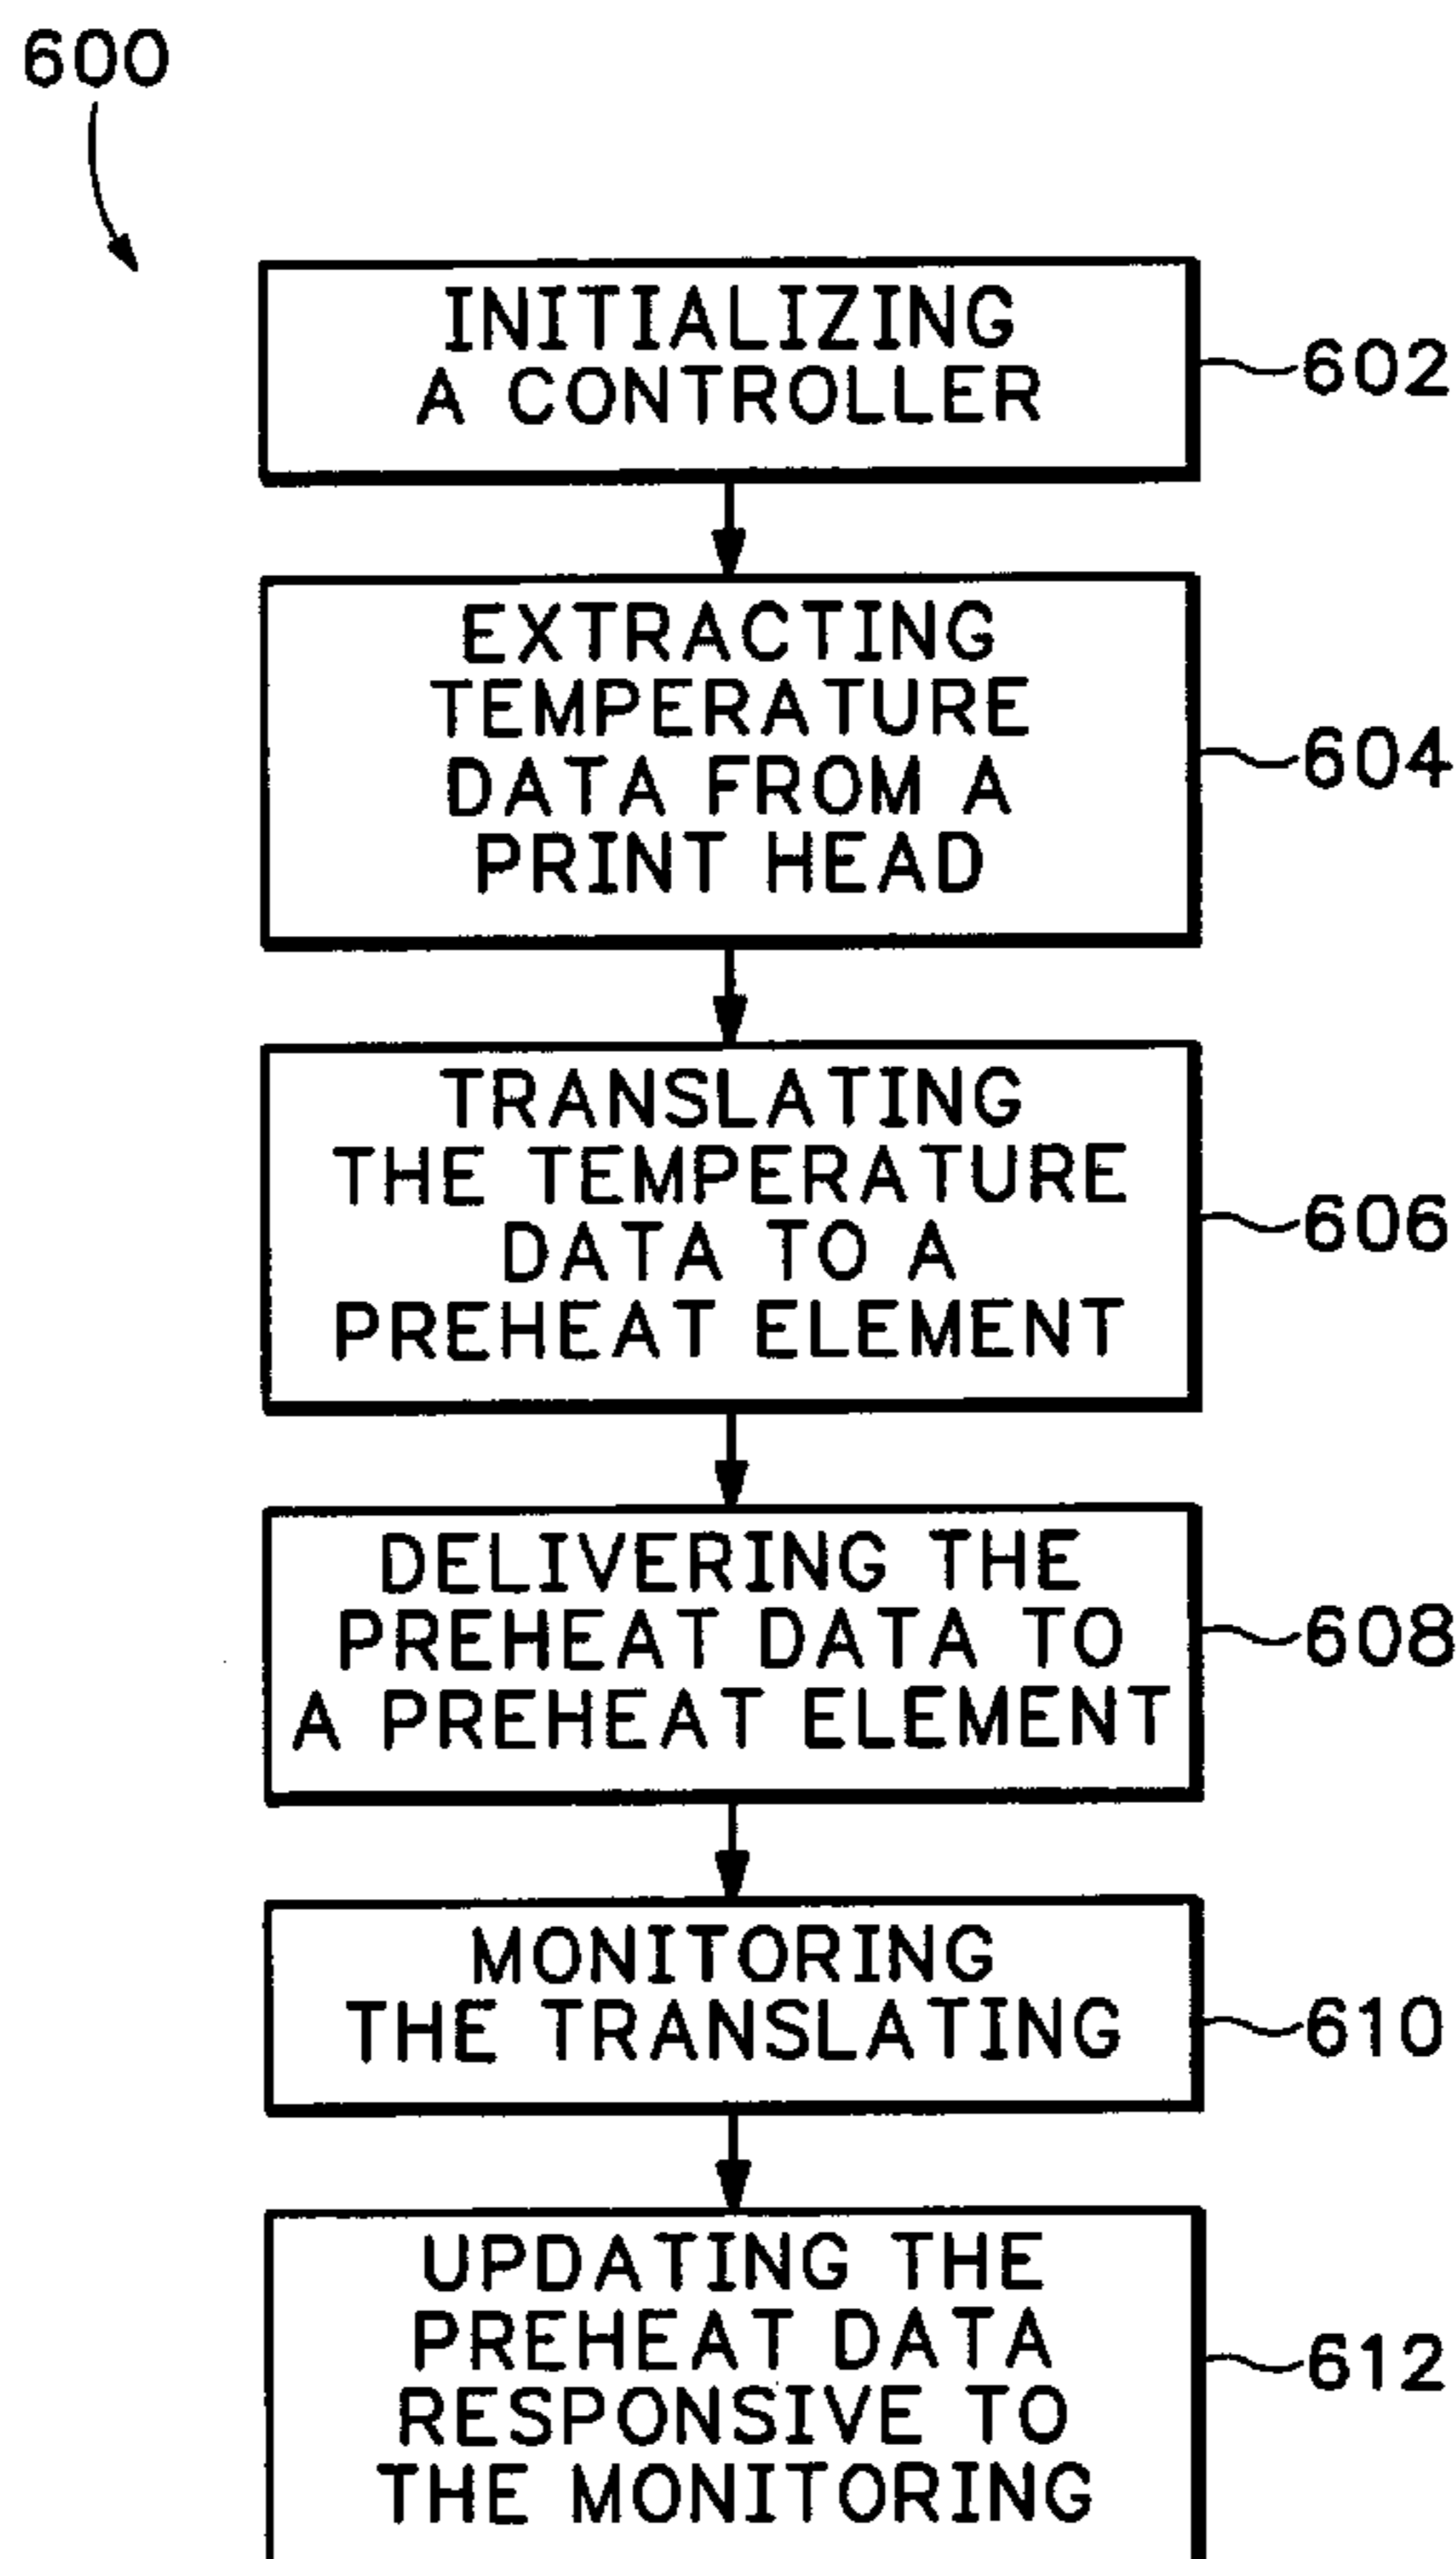 600
INITIALIZING
A CONTROLLER
602
EXTRACTING
TEMPERATURE
DATA FROM A
PRINT HEAD
604
TRANSLATING
THE TEMPERATURE
DATA TO A
PREHEAT ELEMENT
606
DELIVERING THE
PREHEAT DATA TO
A PREHEAT ELEMENT
608
MONITORING
THE TRANSLATING
610
UPDATING THE
PREHEAT DATA
RESPONSIVE TO
THE MONITORING
612